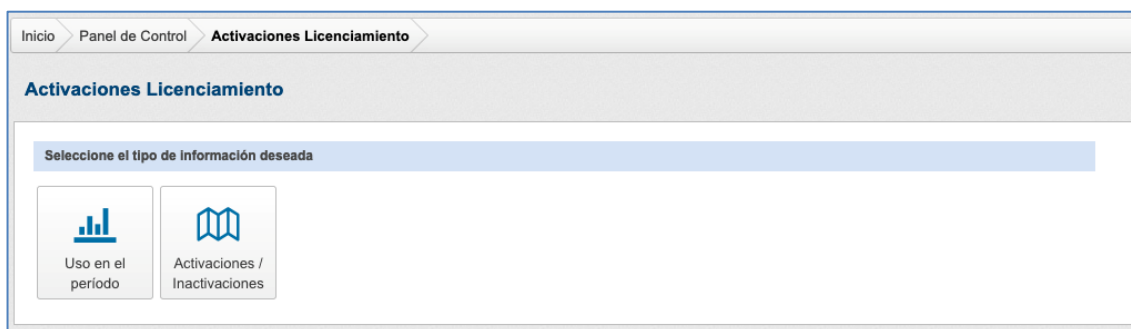 Inicio Panel de Control Activaciones Licenciamiento
Activaciones Licenciamiento
Seleccione el tipo de información deseada
Uso en el
período
Activaciones /
Inactivaciones